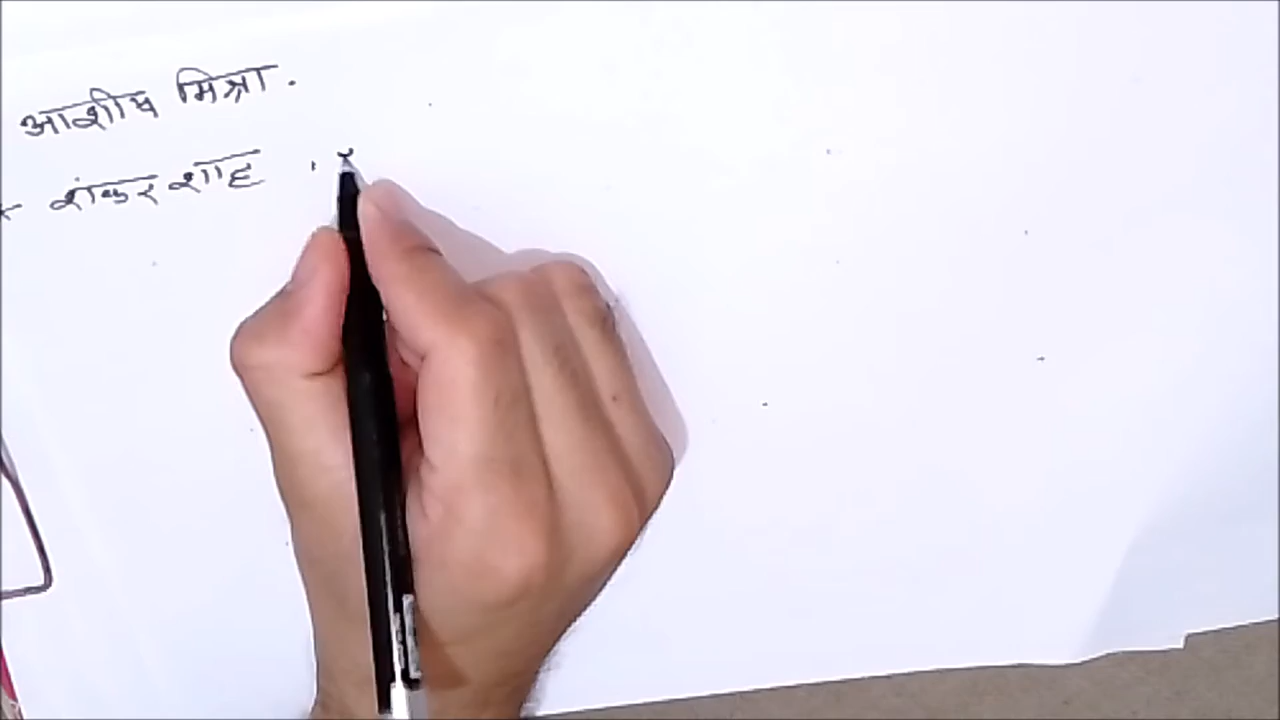 आशीष मिश्रा .
शंकर शाह